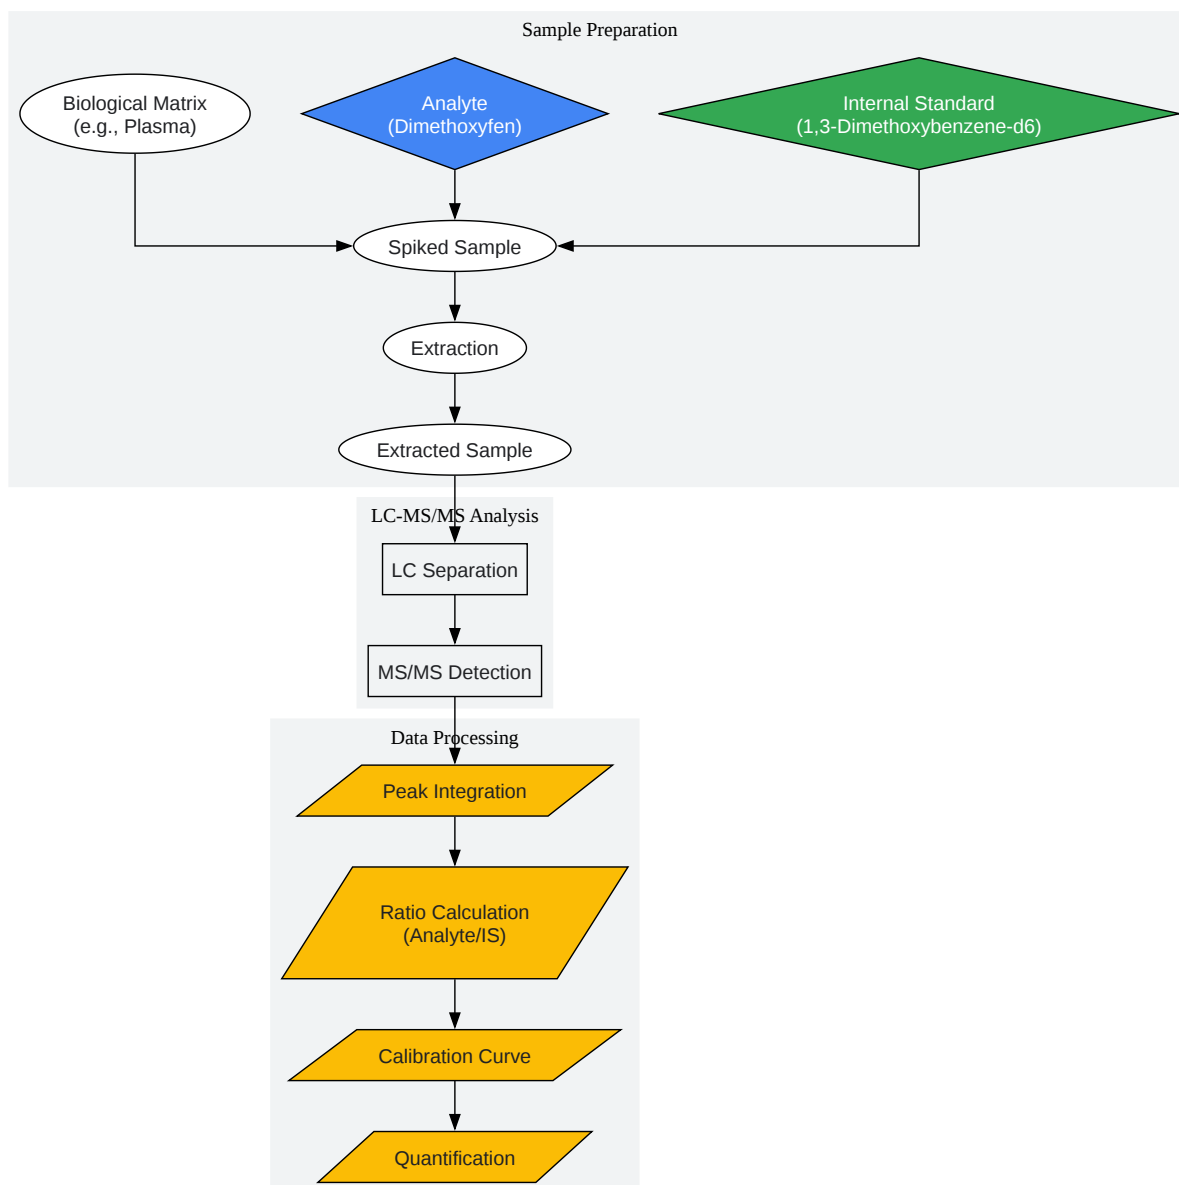 Sample Preparation
Biological Matrix
(e.g., Plasma)
Analyte
(Dimethoxyfen)
Internal Standard
(1,3-Dimethoxybenzene-d6)
Spiked Sample
Extraction
Extracted Sample
LC-MS/MS Analysis
LC Separation
MS/MS Detection
Data Processing
Peak Integration
Ratio Calculation
(Analyte/IS)
Calibration Curve
Quantification